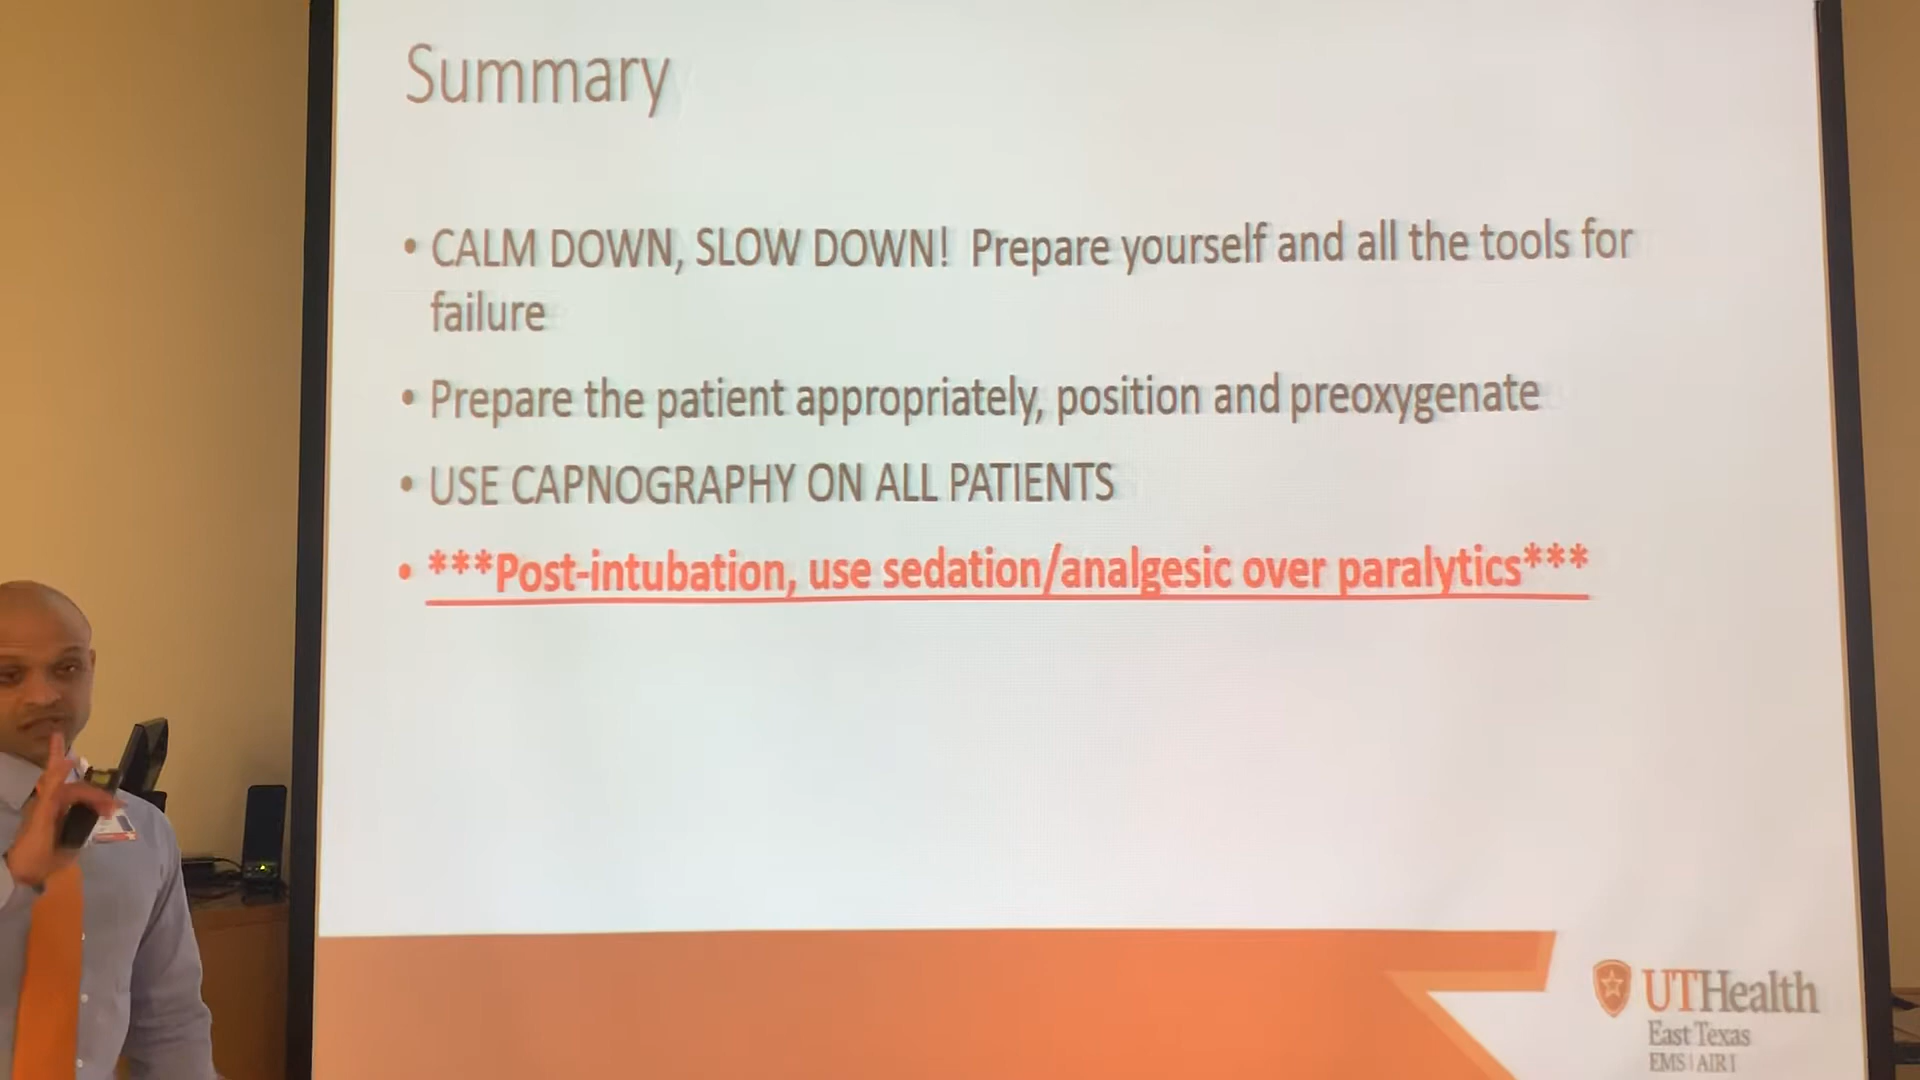 Summary
• CALM DOWN, SLOW DOWN! Prepare yourself and all the tools for
failure
• Prepare the patient appropriately, position and preoxygenate
• USE CAPNOGRAPHY ON ALL PATIENTS
• ***Post-intubation, use sedation/analgesic over paralytics***
UTHealth
East Texas
EMS | AIR 1